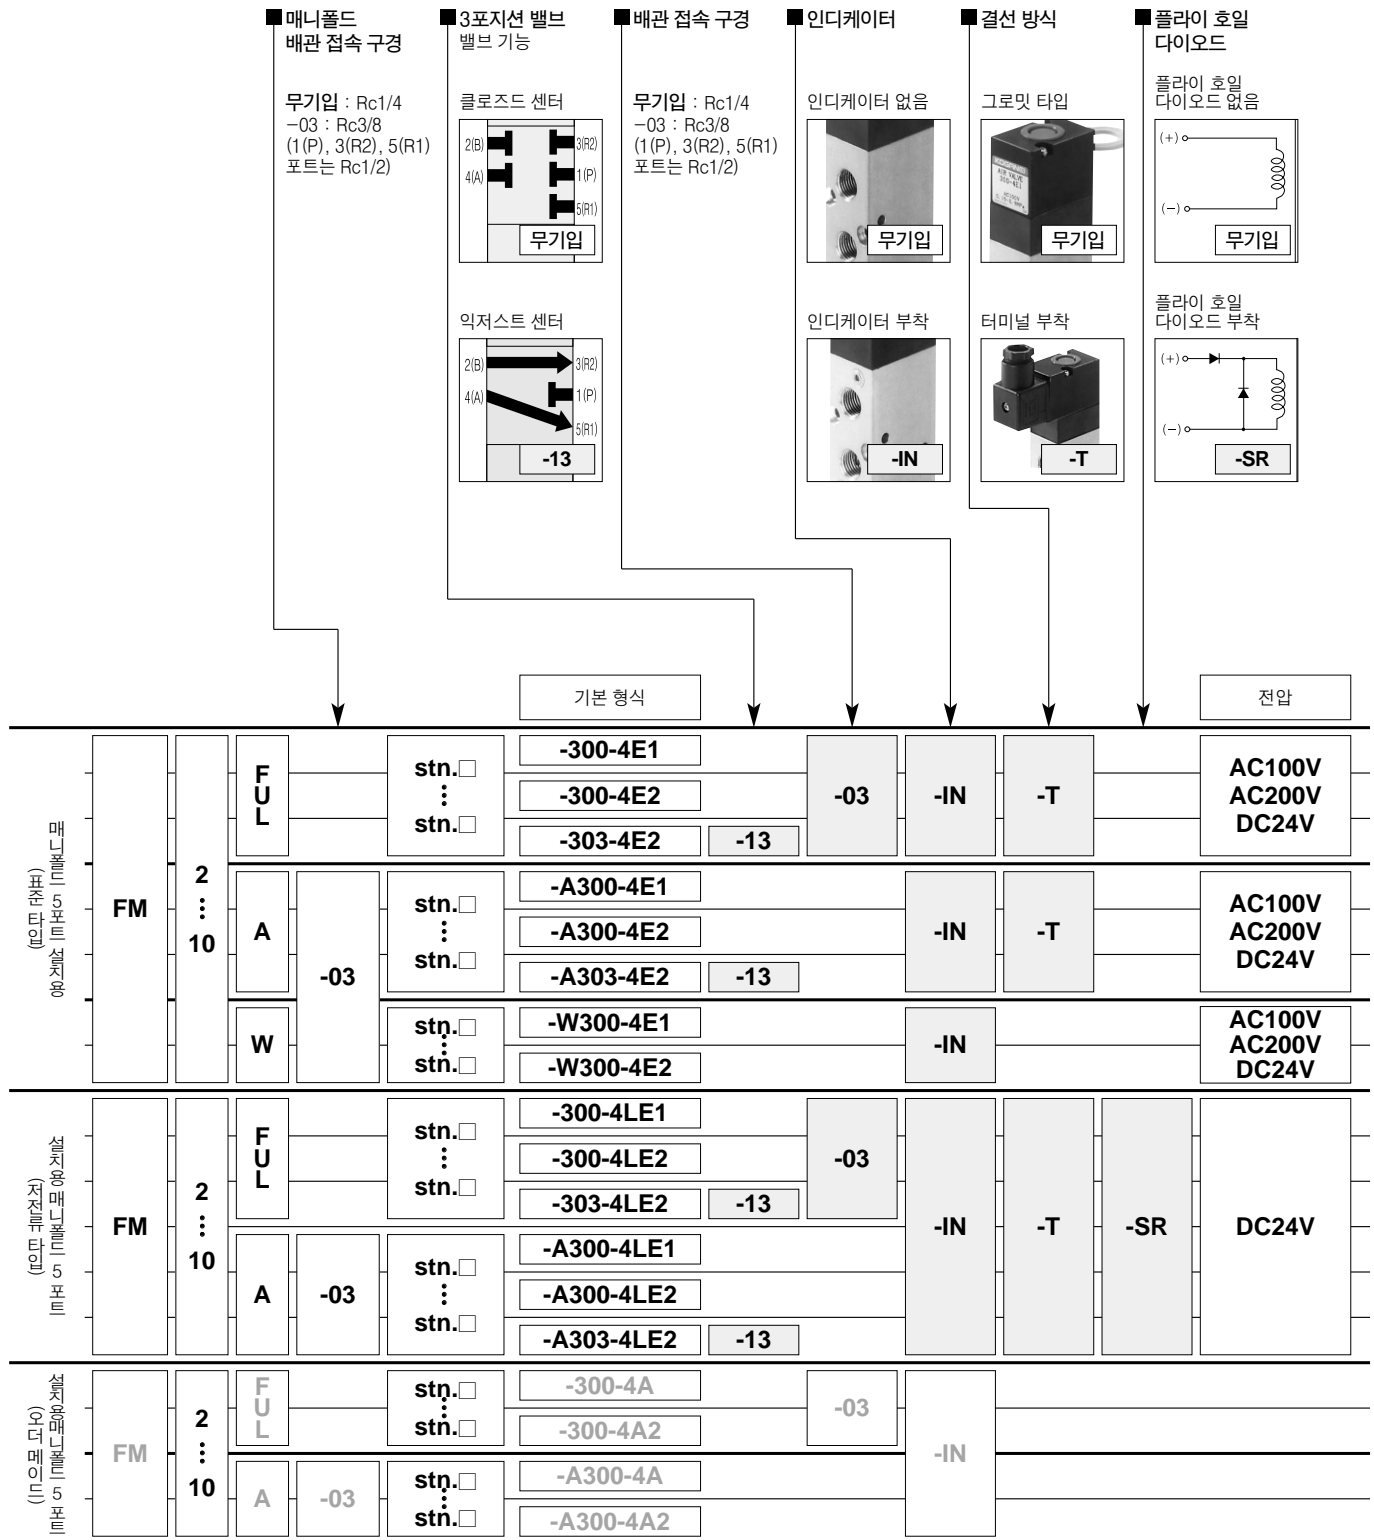 ■매니폴드
배관 접속 구경
무기입 : Rc1/4
-03 : Rc3/8
(1(P), 3(R2), 5(R1)
포트는 Rc1/2)
■3포지션 밸브
밸브 기능
클로즈드 센터
2(B) 3(R2)
4(A) 1(P)
5(R1)
무기입
익저스트 센터
2(B) 3(R2)
4(A) 1(P)
5(R1)
-13
■배관 접속 구경
무기입 : Rc1/4
-03 : Rc3/8
(1(P), 3(R2), 5(R1)
포트는 Rc1/2)
■인디케이터
인디케이터 없음
무기입
인디케이터 부착
-IN
■결선 방식
그로밋 타입
KOGANEI
AIR VALVE
300-4E1
AC100V
무기입
터미널 부착
-T
■플라이 호일
다이오드
플라이 호일
다이오드 없음
(+)
(-)
무기입
플라이 호일
다이오드 부착
(+)
(-)
-SR
기본 형식
전압
매니폴드 5포트 설치용
(표준 타입)
FM
2
⋮
10
FUL
stn.□
⋮
stn.□
-300-4E1
-300-4E2
-303-4E2 -13
-03
-IN
-T
AC100V
AC200V
DC24V
A
-03
stn.□
⋮
stn.□
-A300-4E1
-A300-4E2
-A303-4E2 -13
-IN
-T
AC100V
AC200V
DC24V
W
stn.□
⋮
stn.□
-W300-4E1
-W300-4E2
-IN
AC100V
AC200V
DC24V
설치용 매니폴드 5 포트
(저전류 타입)
FM
2
⋮
10
FUL
stn.□
⋮
stn.□
-300-4LE1
-300-4LE2
-303-4LE2 -13
-03
-IN
-T
-SR
DC24V
A
-03
stn.□
⋮
stn.□
-A300-4LE1
-A300-4LE2
-A303-4LE2 -13
설치용매니폴드 5 포트
(오더 메이드)
FM
2
⋮
10
FUL
stn.□
⋮
stn.□
-300-4A
-300-4A2
-03
-IN
A
-03
stn.□
⋮
stn.□
-A300-4A
-A300-4A2